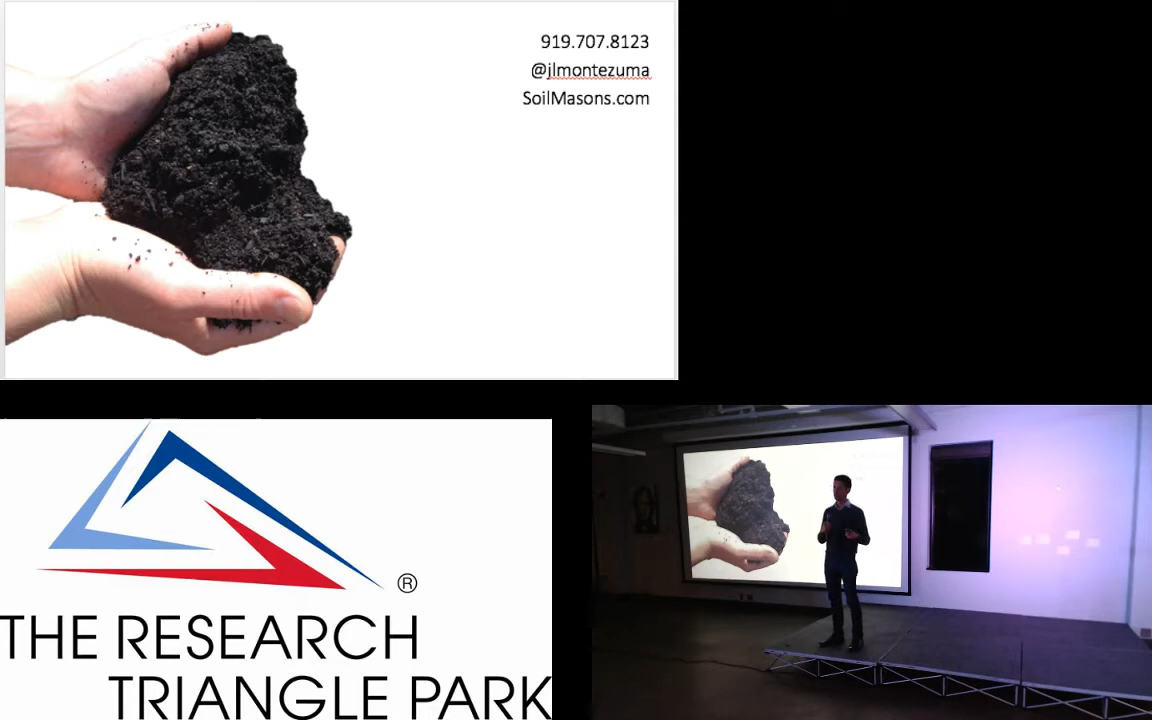 919.707.8123
@jlmontezuma
SoilMasons.com
®
THE RESEARCH
TRIANGLE PARK